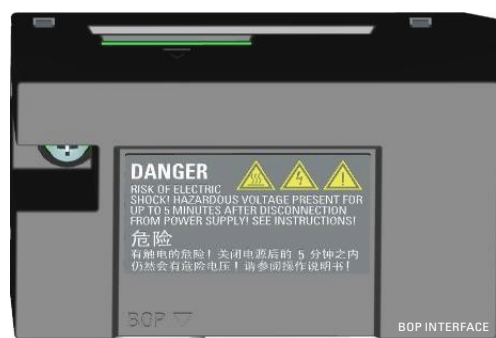 DANGER
RISK OF ELECTRIC
SHOCK! HAZARDOUS VOLTAGE PRESENT FOR
UP TO 5 MINUTES AFTER DISCONNECTION
FROM POWER SUPPLY! SEE INSTRUCTIONS!
危险
有触电的危险！关闭电源后的 5 分钟之内
仍然会有危险电压！请参阅操作说明书！
BOP
BOP INTERFACE